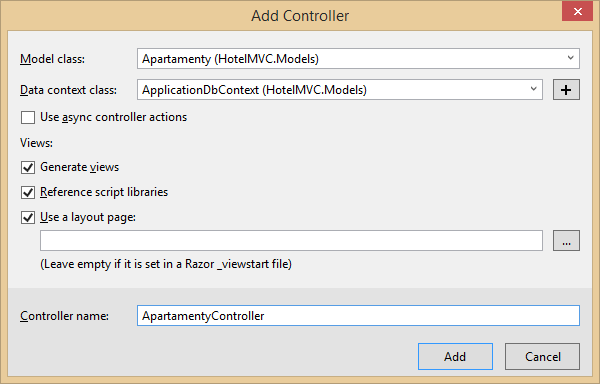 Add Controller
Model class: Apartamenty (HotelMVC.Models)
Data context class: ApplicationDbContext (HotelMVC.Models) +
Use async controller actions
Views:
Generate views
Reference script libraries
Use a layout page:
...
(Leave empty if it is set in a Razor _viewstart file)
Controller name: ApartamentyController
Add Cancel